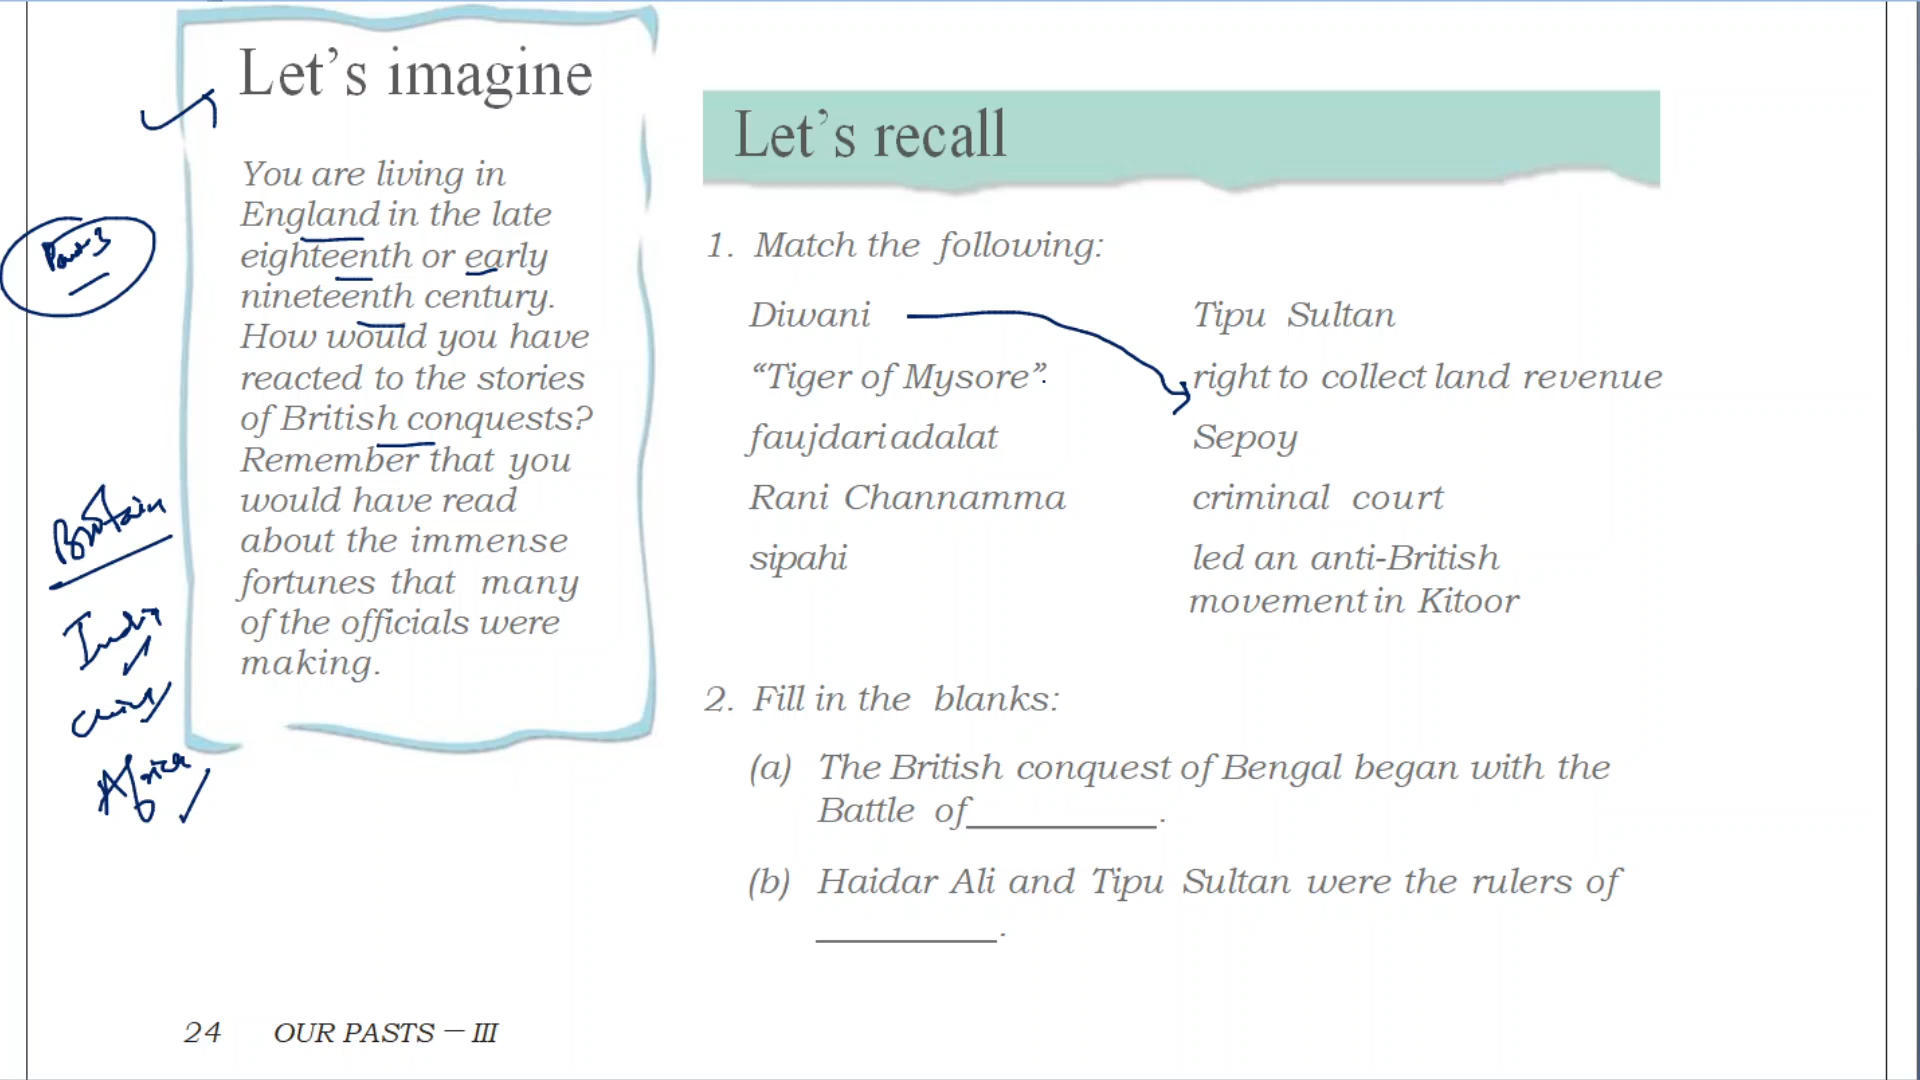 Let's imagine
You are living in
England in the late
eighteenth or early
nineteenth century.
How would you have
reacted to the stories
of British conquests?
Remember that you
would have read
about the immense
fortunes that many
of the officials were
making.
Part-3
Britain
India
China
Africa
Let's recall
1. Match the following:
Diwani Tipu Sultan
“Tiger of Mysore” right to collect land revenue
faujdari adalat Sepoy
Rani Channamma criminal court
sipahi led an anti-British
movement in Kitoor
2. Fill in the blanks:
(a) The British conquest of Bengal began with the
Battle of__________.
(b) Haidar Ali and Tipu Sultan were the rulers of
__________.
24 OUR PASTS – III